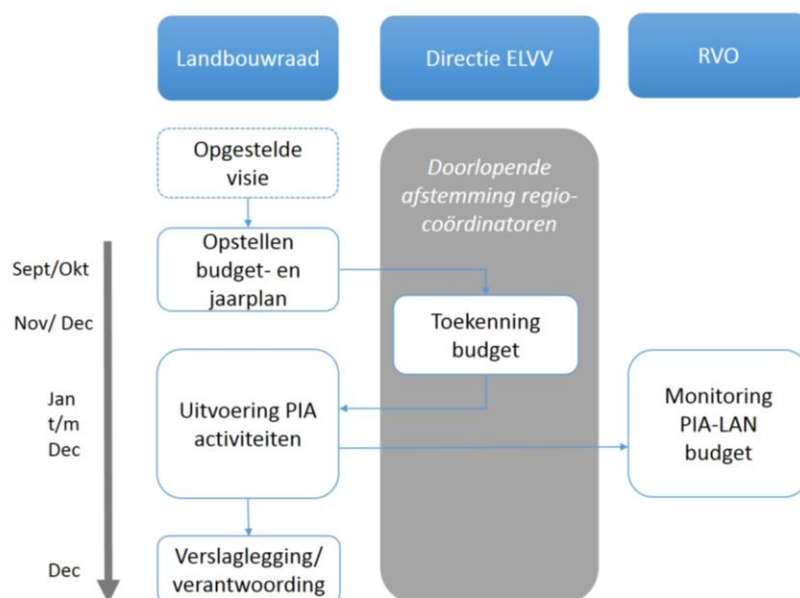 Landbouwraad
Directie ELVV
RVO
Opgestelde
visie
Doorlopende
afstemming regio-
coördinatoren
Sept/Okt
Opstellen
budget- en
jaarplan
Nov/ Dec
Toekenning
budget
Jan
t/m
Dec
Uitvoering PIA
activiteiten
Monitoring
PIA-LAN
budget
Dec
Verslaglegging/
verantwoording